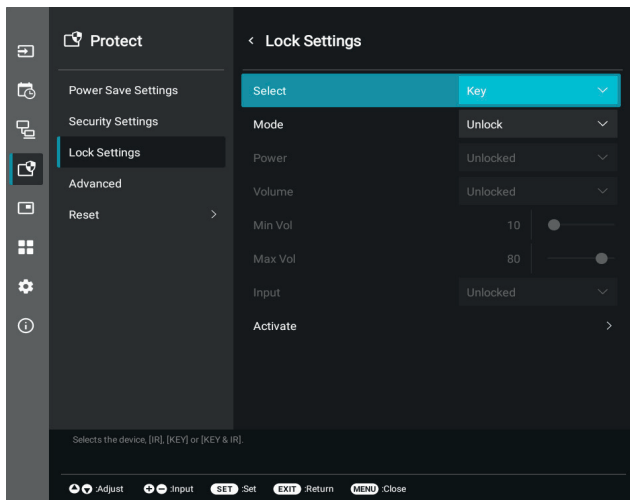 Protect
Power Save Settings
Security Settings
Lock Settings
Advanced
Reset
Lock Settings
Select Key
Mode Unlock
Power Unlocked
Volume Unlocked
Min Vol 10
Max Vol 80
Input Unlocked
Activate
Selects the device, [IR], [KEY] or [KEY & IR].
:Adjust :Input SET :Set EXIT :Return MENU :Close